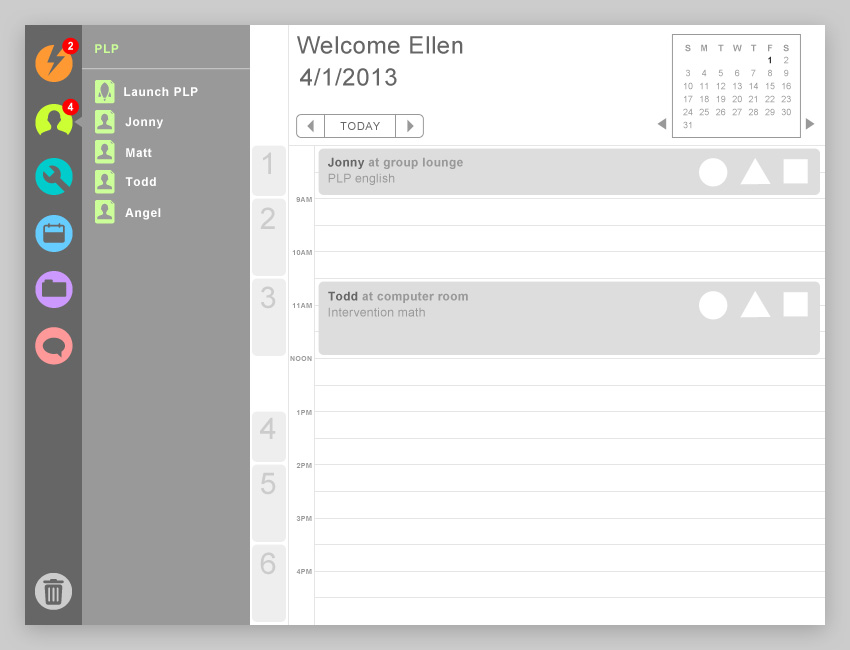 2
PLP
4
Launch PLP
Jonny
Matt
Todd
Angel
Welcome Ellen
4/1/2013
TODAY
S M T W T F S
1 2
3 4 5 6 7 8 9
10 11 12 13 14 15 16
17 18 19 20 21 22 23
24 25 26 27 28 29 30
31
1
Jonny at group lounge
PLP english
9AM
2
10AM
3
Todd at computer room
11AM
Intervention math
NOON
1PM
4
2PM
5
3PM
6
4PM